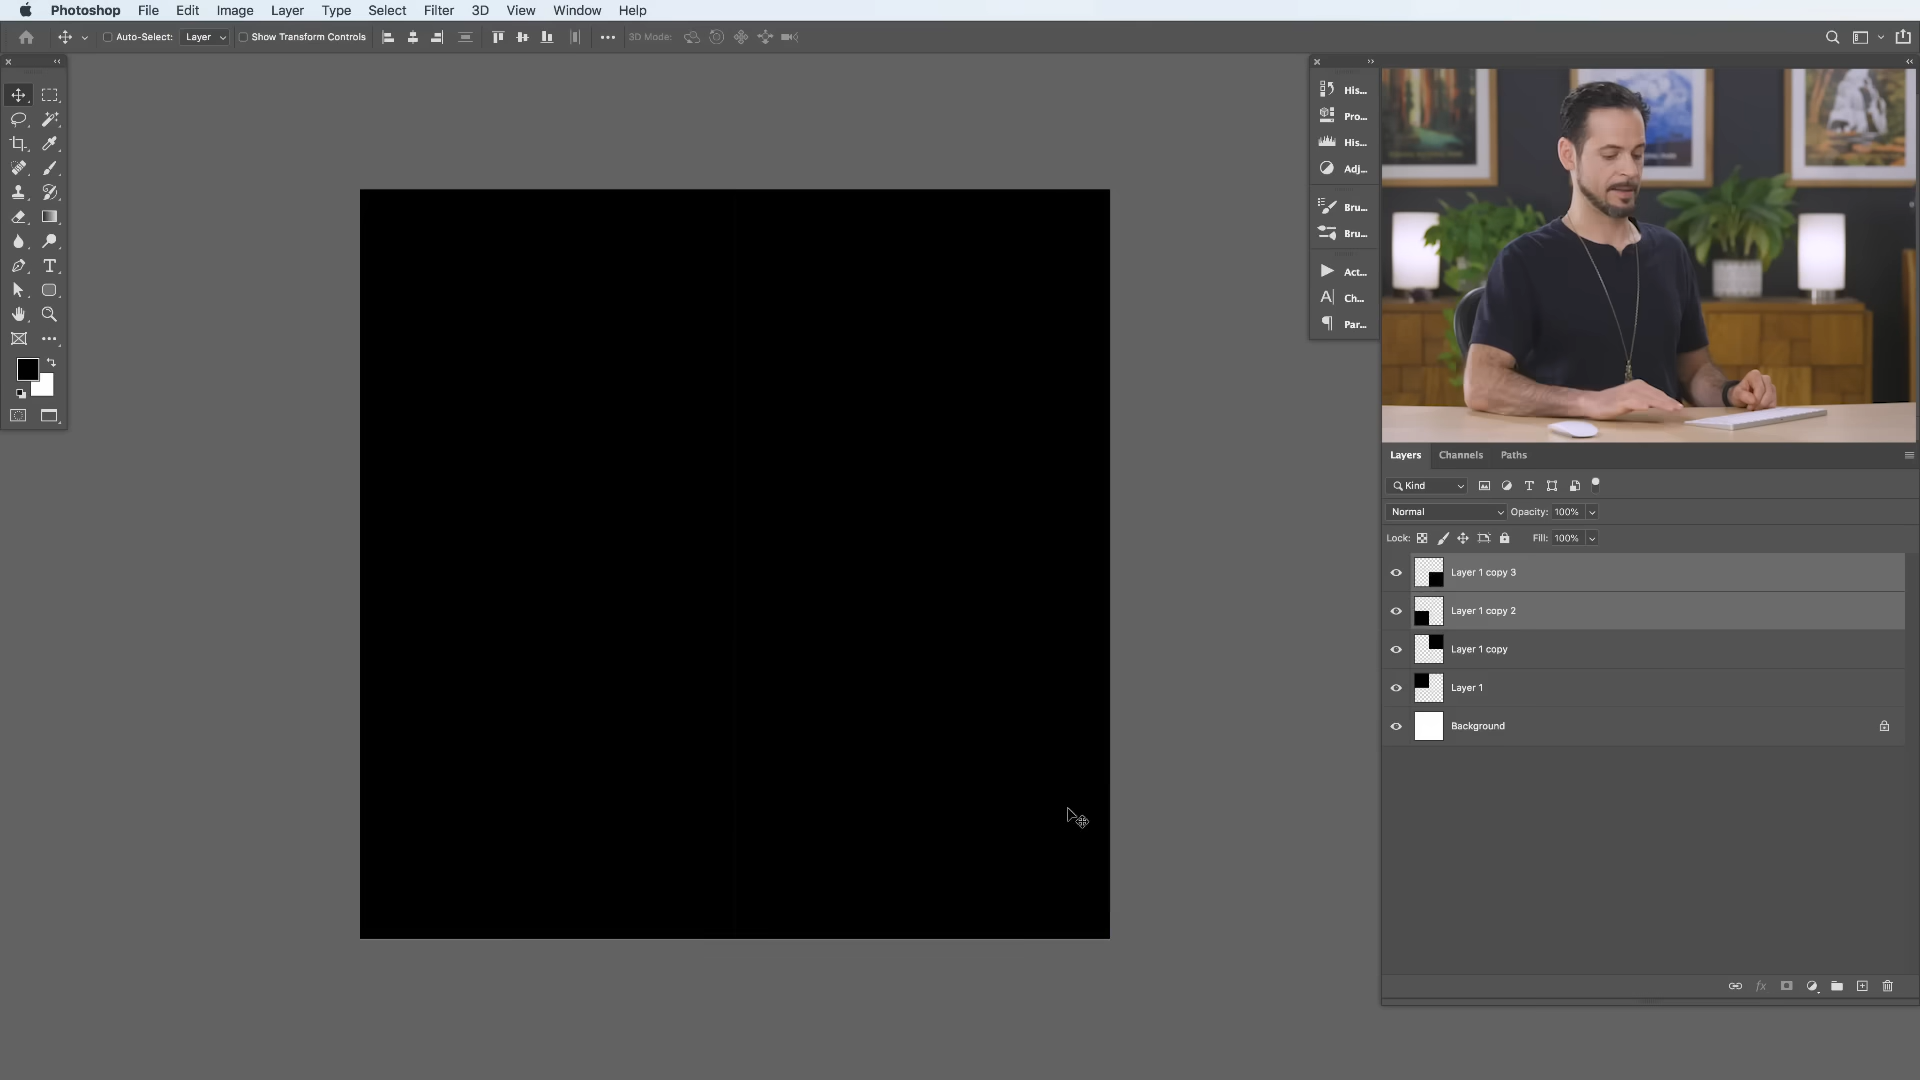 Photoshop File Edit Image Layer Type Select Filter 3D View Window Help
Auto-Select: Layer Show Transform Controls 3D Mode:
His...
Pro...
His...
Adj...
Bru...
Bru...
Act...
Ch...
Par...
Layers Channels Paths
Kind
Normal Opacity: 100%
Lock: Fill: 100%
Layer 1 copy 3
Layer 1 copy 2
Layer 1 copy
Layer 1
Background
fx